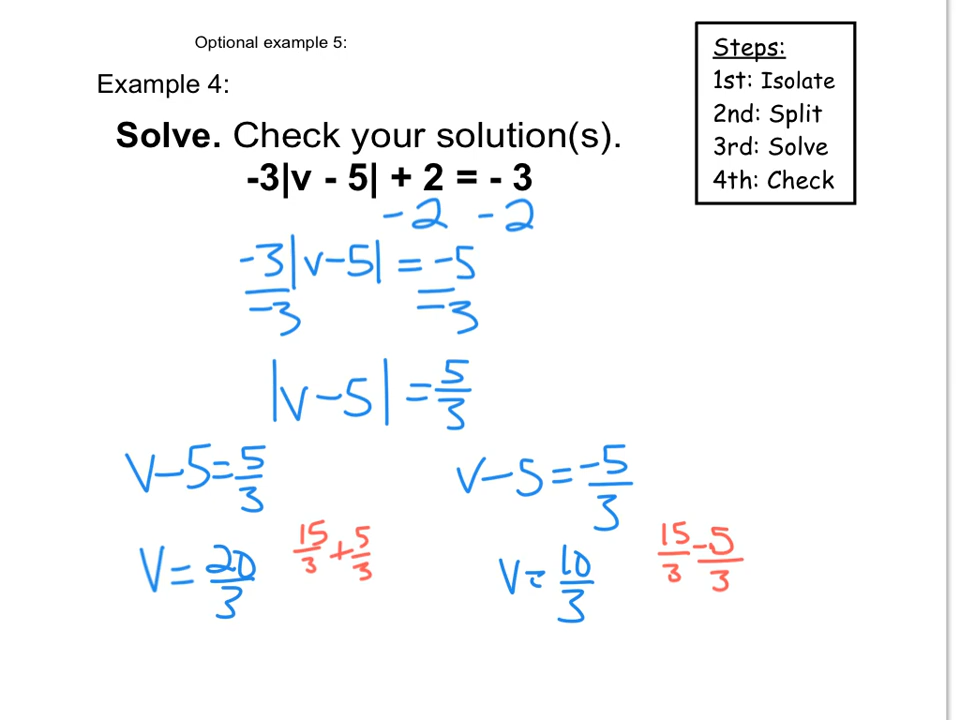 Optional example 5:
Example 4:
Solve. Check your solution(s).
-3|v - 5| + 2 = - 3
-2 -2
-3|v-5| = -5
-3 -3
|v-5| = 5/3
v-5=5/3
v-5=-5/3
15/3+5/3
15/3-5/3
V=20/3
V=10/3
Steps:
1st: Isolate
2nd: Split
3rd: Solve
4th: Check